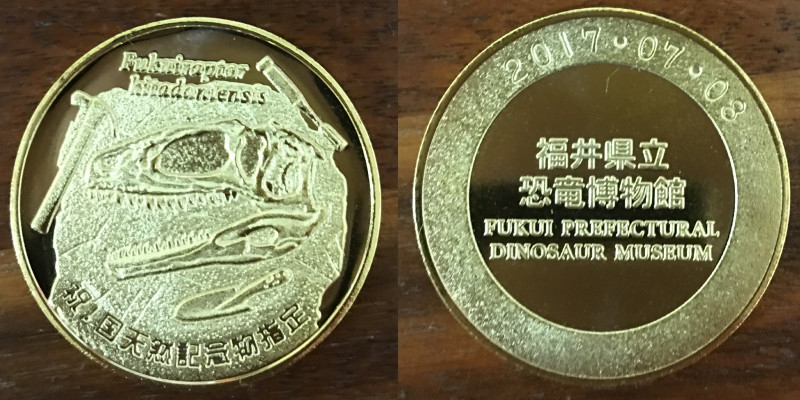 Fukuiraptor
kitadaniensis
祝!国天然記念物指定
2017・07・08
福井県立
恐竜博物館
FUKUI PREFECTURAL
DINOSAUR MUSEUM